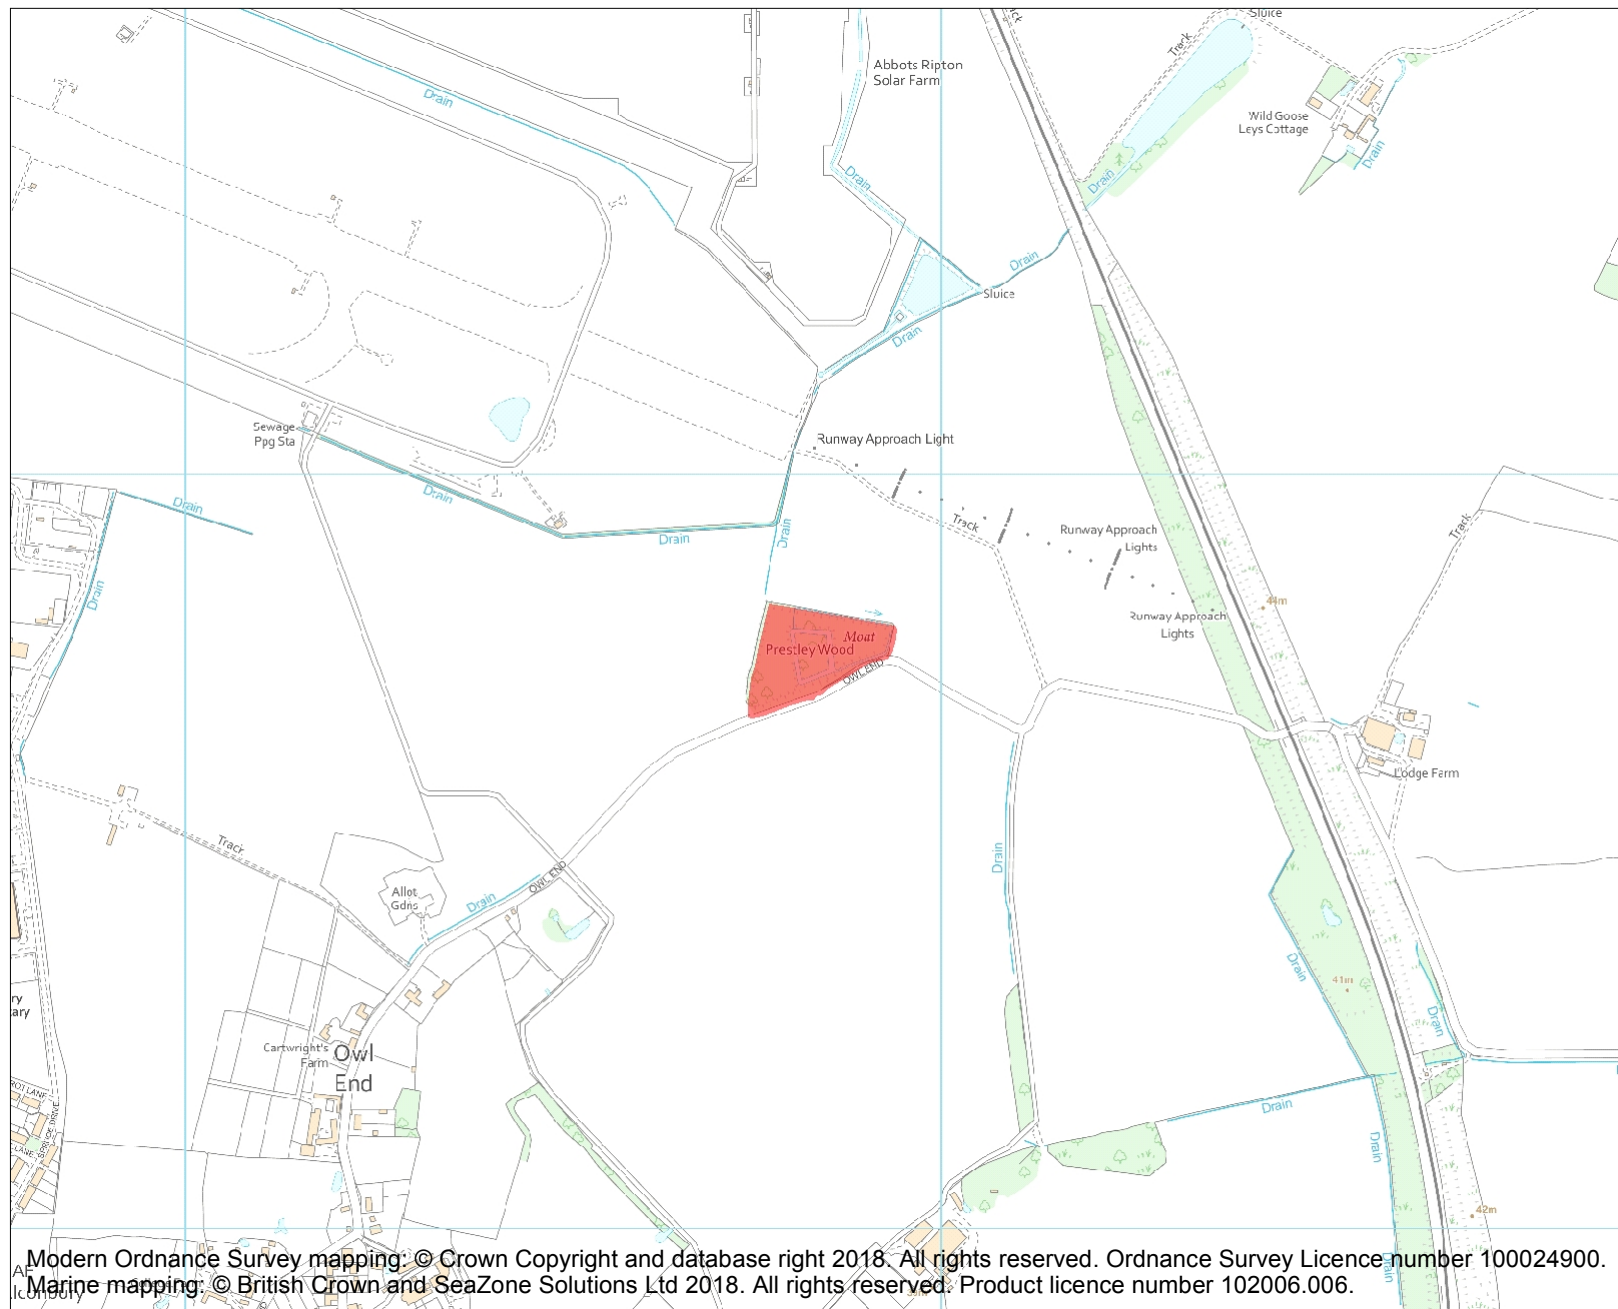 Sluice
Track
Track
Abbots Ripton
Solar Farm
Drain
Wild Goose
Leys Cottage
Drain
Drain
Drain
Drain
Sluice
Drain
Sewage
Ppg Sta
Runway Approach Light
Drain
Drain
Drain
Drain
Track
Runway Approach
Lights
Track
Drain
44m
Runway Approach
Lights
Moat
Prestley Wood
OWL END
Lodge Farm
Track
Drain
OWL END
Allot
Gdns
Drain
Drain
41m
Drain
Cartwright's
Farm
Owl
End
SPRUCE DRIVE
Drain
Drain
42m
Drain
Modern Ordnance Survey mapping: © Crown Copyright and database right 2018. All rights reserved. Ordnance Survey Licence number 100024900.
Marine mapping: © British Crown and SeaZone Solutions Ltd 2018. All rights reserved. Product licence number 102006.006.